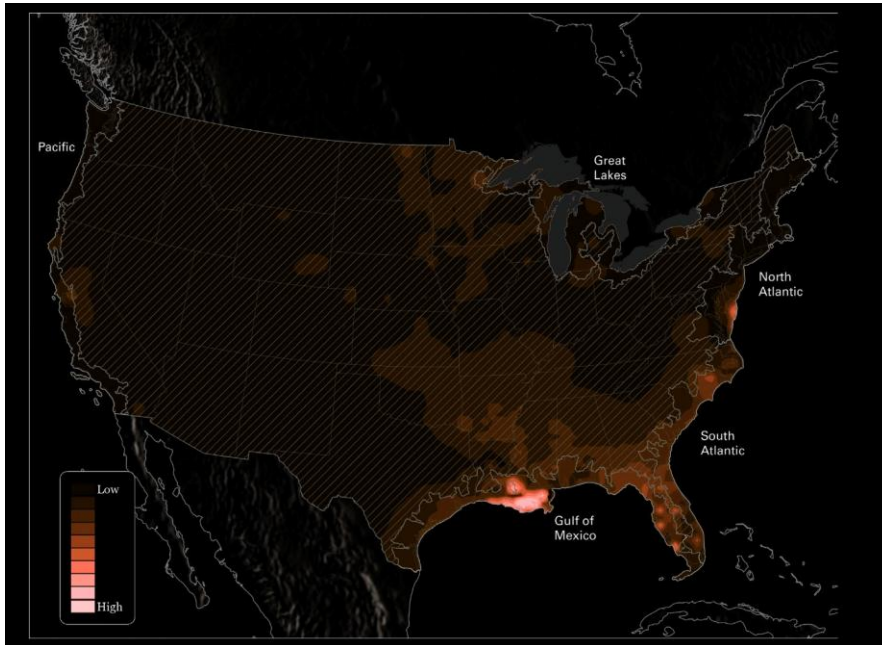 Pacific
Great
Lakes
North
Atlantic
South
Atlantic
Gulf of
Mexico
Low
High